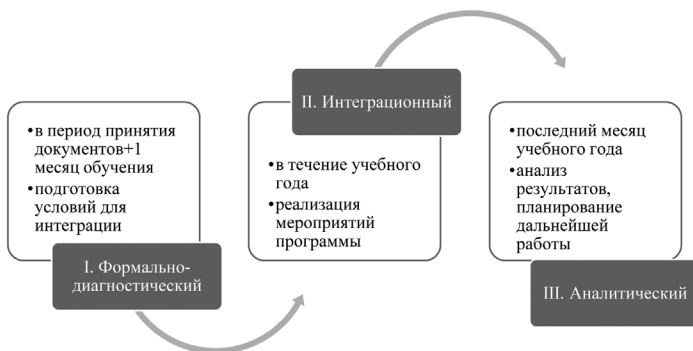 •в период принятия
документов+1
месяц обучения
•подготовка
условий для
интеграции
I. Формально-
диагностический
II. Интеграционный
•в течение учебного
года
•реализация
мероприятий
программы
•последний месяц
учебного года
•анализ
результатов,
планирование
дальнейшей
работы
III. Аналитический